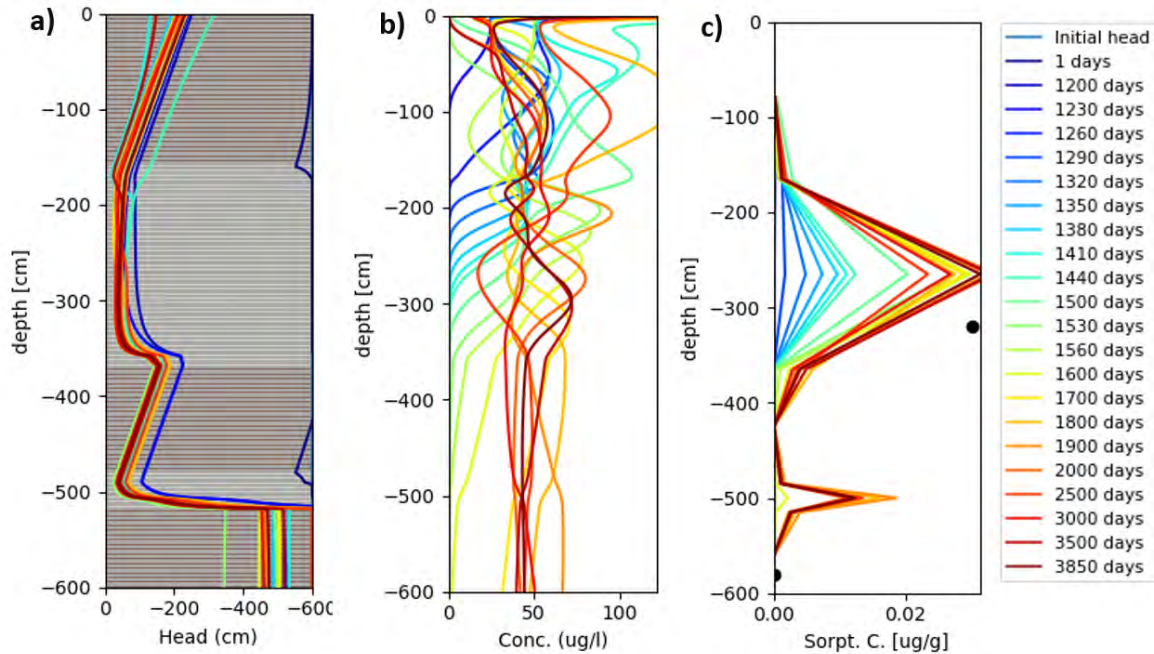 a)
0
−100
−200
−300
−400
−500
−600
depth [cm]
0
−200
−400
−600
Head (cm)
b)
0
−100
−200
−300
−400
−500
−600
depth [cm]
0
50
100
Conc. (ug/l)
c)
0
−100
−200
−300
−400
−500
−600
depth [cm]
0.00
0.02
Sorpt. C. [ug/g]
Initial head
1 days
1200 days
1230 days
1260 days
1290 days
1320 days
1350 days
1380 days
1410 days
1440 days
1500 days
1530 days
1560 days
1600 days
1700 days
1800 days
1900 days
2000 days
2500 days
3000 days
3500 days
3850 days